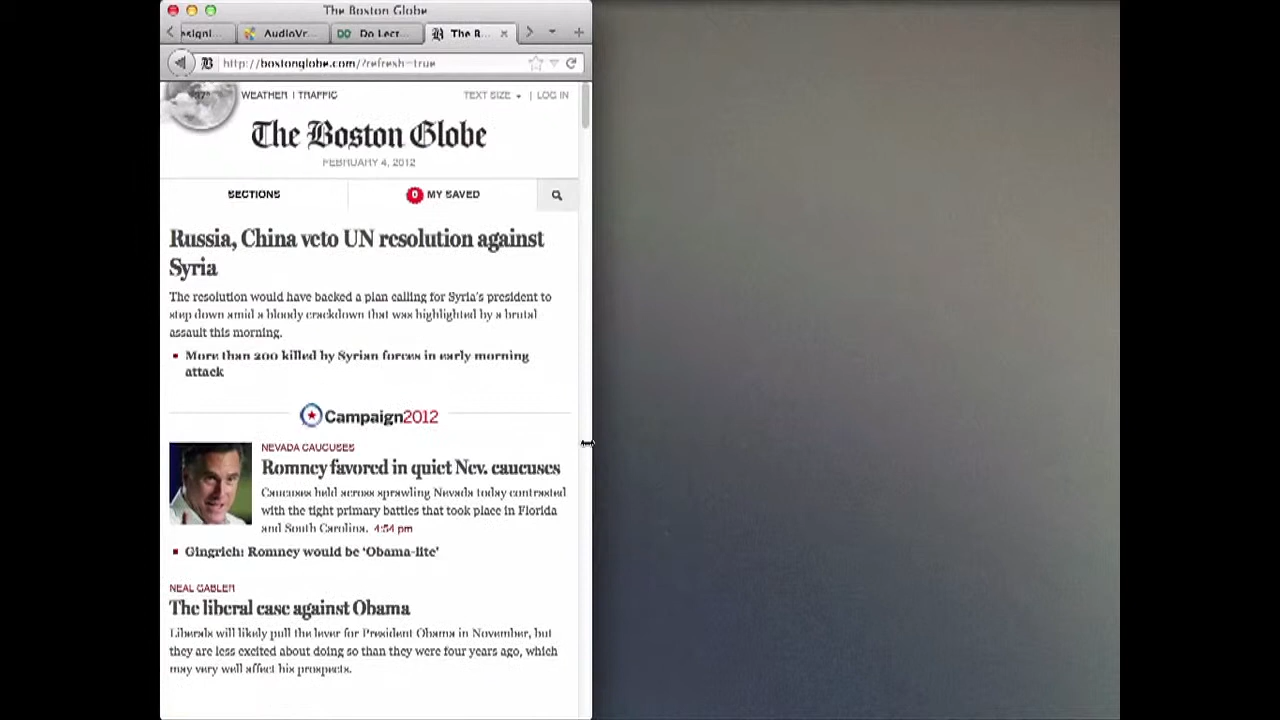 The Boston Globe
esigni...
AudioVr...
Do Lect...
The B...
http://bostonglobe.com/?refresh=true
37°
WEATHER | TRAFFIC
TEXT SIZE
| LOG IN
The Boston Globe
FEBRUARY 4, 2012
SECTIONS
0 MY SAVED
Russia, China veto UN resolution against
Syria
The resolution would have backed a plan calling for Syria's president to
step down amid a bloody crackdown that was highlighted by a brutal
assault this morning.
More than 200 killed by Syrian forces in early morning
attack
Campaign2012
NEVADA CAUCUSES
Romney favored in quiet Nev. caucuses
Caucuses held across sprawling Nevada today contrasted
with the tight primary battles that took place in Florida
and South Carolina. 4:54 pm
Gingrich: Romney would be 'Obama-lite'
NEAL GABLER
The liberal case against Obama
Liberals will likely pull the lever for President Obama in November, but
they are less excited about doing so than they were four years ago, which
may very well affect his prospects.